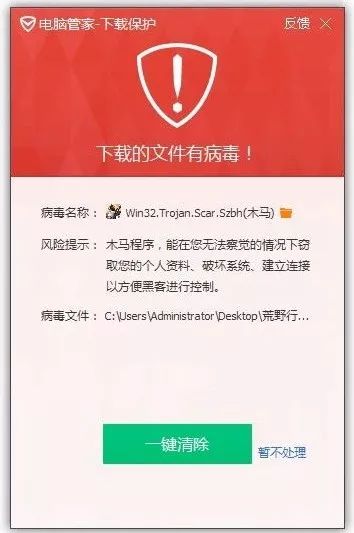 电脑管家-下载保护 反馈
下载的文件有病毒！
病毒名称： Win32.Trojan.Scar.Szbh(木马)
风险提示： 木马程序，能在您无法察觉的情况下窃
取您的个人资料、破坏系统、建立连接
以方便黑客进行控制。
病毒文件： C:\Users\Administrator\Desktop\荒野行...
一键清除 暂不处理